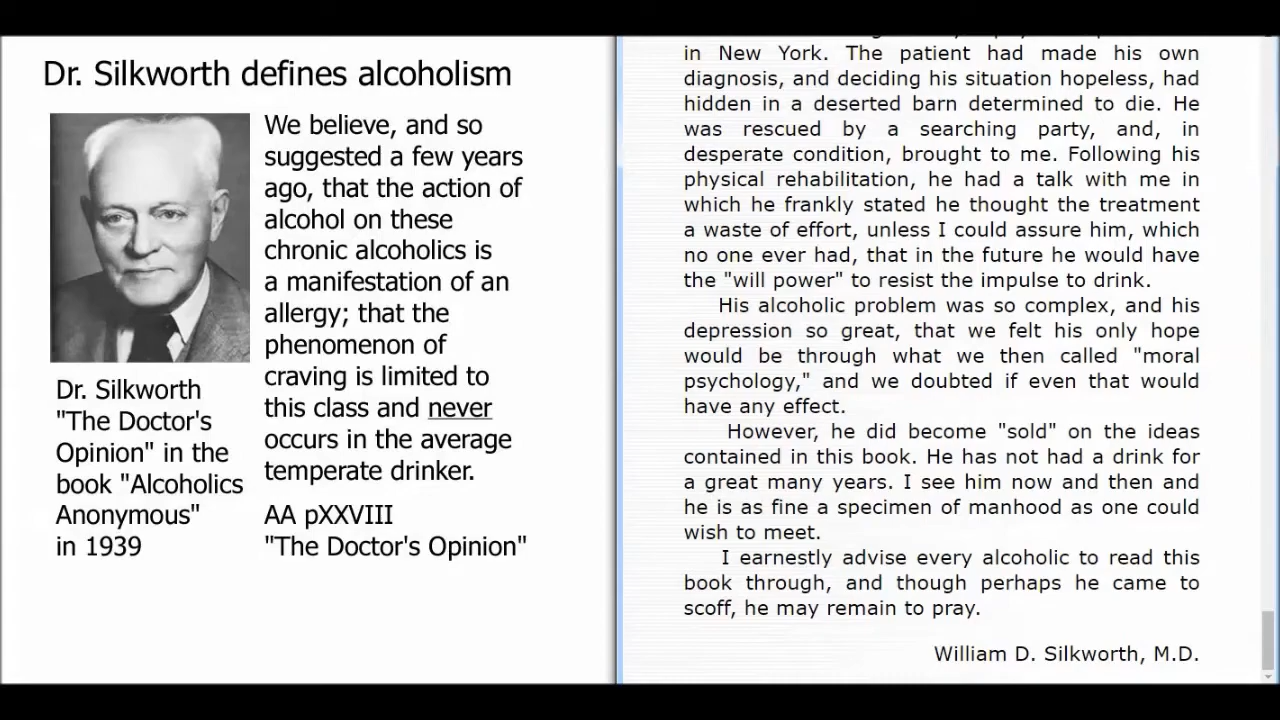 Dr. Silkworth defines alcoholism
We believe, and so
suggested a few years
ago, that the action of
alcohol on these
chronic alcoholics is
a manifestation of an
allergy; that the
phenomenon of
craving is limited to
this class and never
occurs in the average
temperate drinker.
AA pXXVIII
"The Doctor's Opinion"
Dr. Silkworth
"The Doctor's
Opinion" in the
book "Alcoholics
Anonymous"
in 1939
in New York. The patient had made his own
diagnosis, and deciding his situation hopeless, had
hidden in a deserted barn determined to die. He
was rescued by a searching party, and, in
desperate condition, brought to me. Following his
physical rehabilitation, he had a talk with me in
which he frankly stated he thought the treatment
a waste of effort, unless I could assure him, which
no one ever had, that in the future he would have
the "will power" to resist the impulse to drink.
His alcoholic problem was so complex, and his
depression so great, that we felt his only hope
would be through what we then called "moral
psychology," and we doubted if even that would
have any effect.
However, he did become "sold" on the ideas
contained in this book. He has not had a drink for
a great many years. I see him now and then and
he is as fine a specimen of manhood as one could
wish to meet.
I earnestly advise every alcoholic to read this
book through, and though perhaps he came to
scoff, he may remain to pray.
William D. Silkworth, M.D.